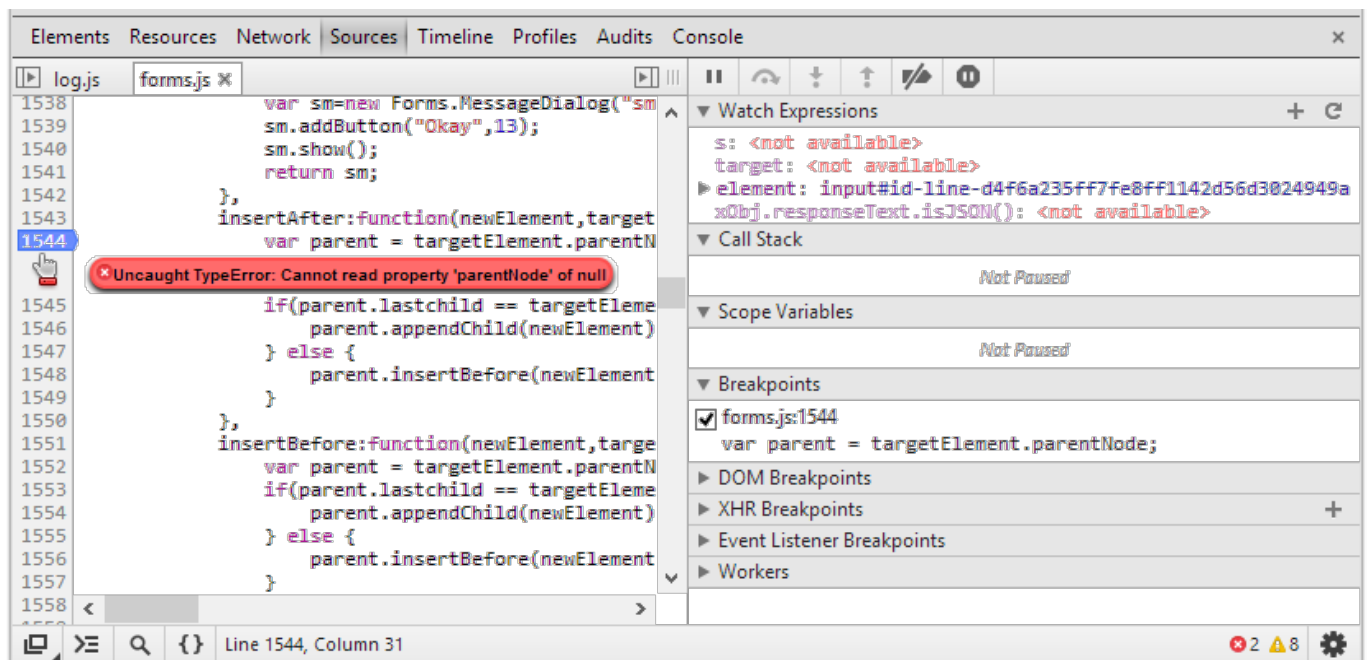 Elements Resources Network Sources Timeline Profiles Audits Console
log.js forms.js
1538 var sm=new Forms.MessageDialog("sm
1539 sm.addButton("Okay",13);
1540 sm.show();
1541 return sm;
1542 },
1543 insertAfter:function(newElement,target
1544 var parent = targetElement.parentN
Uncaught TypeError: Cannot read property 'parentNode' of null
1545 if(parent.lastchild == targetEleme
1546 parent.appendChild(newElement)
1547 } else {
1548 parent.insertBefore(newElement
1549 }
1550 },
1551 insertBefore:function(newElement,targe
1552 var parent = targetElement.parentN
1553 if(parent.lastchild == targetEleme
1554 parent.appendChild(newElement)
1555 } else {
1556 parent.insertBefore(newElement
1557 }
1558
Watch Expressions
s: <not available>
target: <not available>
element: input#id-line-d4f6a235ff7fe8ff1142d56d3024949a
xObj.responseText.isJSON(): <not available>
Call Stack
Not Paused
Scope Variables
Not Paused
Breakpoints
forms.js:1544
var parent = targetElement.parentNode;
DOM Breakpoints
XHR Breakpoints
Event Listener Breakpoints
Workers
{ } Line 1544, Column 31
2 8